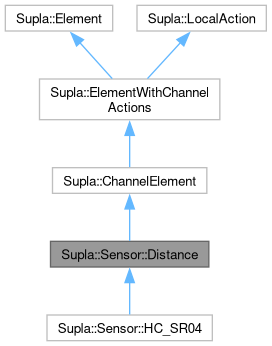 Supla::Element
Supla::LocalAction
Supla::ElementWithChannel
Actions
Supla::ChannelElement
Supla::Sensor::Distance
Supla::Sensor::HC_SR04